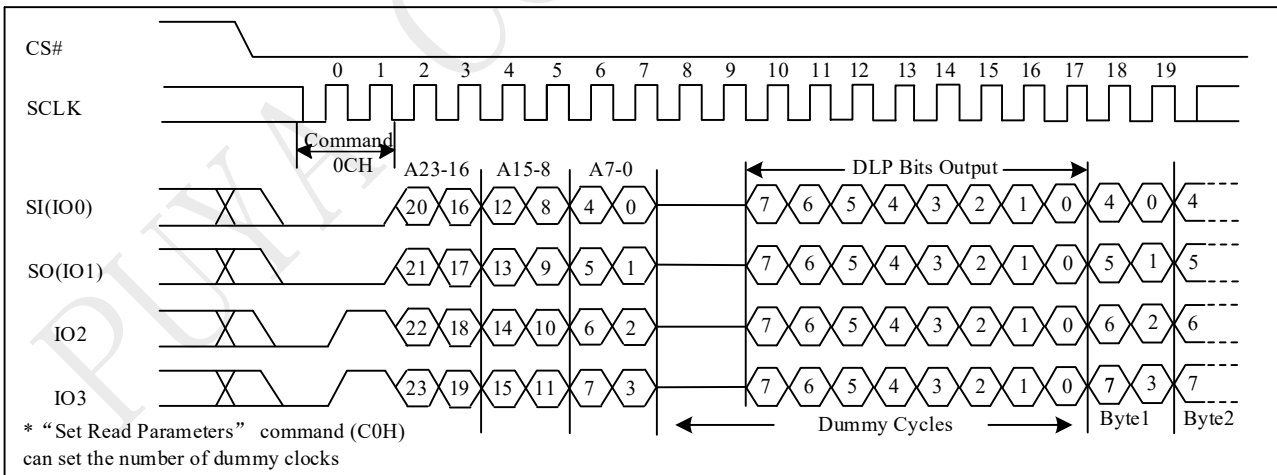 CS#
0 1 2 3 4 5 6 7 8 9 10 11 12 13 14 15 16 17 18 19
SCLK
Command
0CH
A23-16 A15-8 A7-0 DLP Bits Output
SI(IO0) 20 16 12 8 4 0 7 6 5 4 3 2 1 0 4 0 4
SO(IO1) 21 17 13 9 5 1 7 6 5 4 3 2 1 0 5 1 5
IO2 22 18 14 10 6 2 7 6 5 4 3 2 1 0 6 2 6
IO3 23 19 15 11 7 3 7 6 5 4 3 2 1 0 7 3 7
Dummy Cycles Byte1 Byte2
* “Set Read Parameters” command (C0H)
can set the number of dummy clocks
PUYA CO